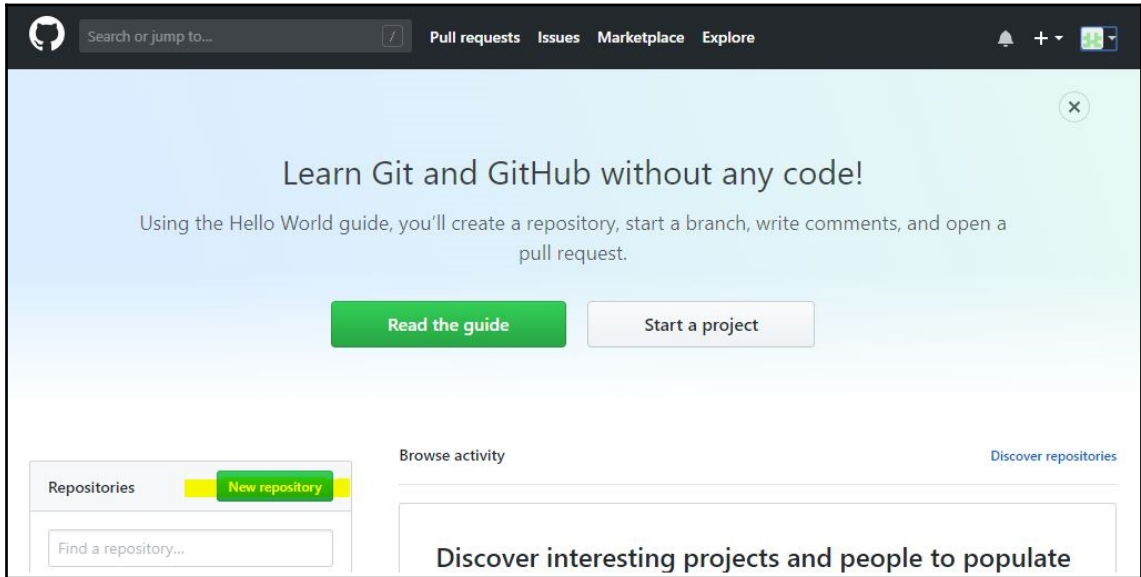 Search or jump to... /
Pull requests Issues Marketplace Explore
Learn Git and GitHub without any code!
Using the Hello World guide, you’ll create a repository, start a branch, write comments, and open a
pull request.
Read the guide
Start a project
Repositories
New repository
Find a repository...
Browse activity
Discover repositories
Discover interesting projects and people to populate